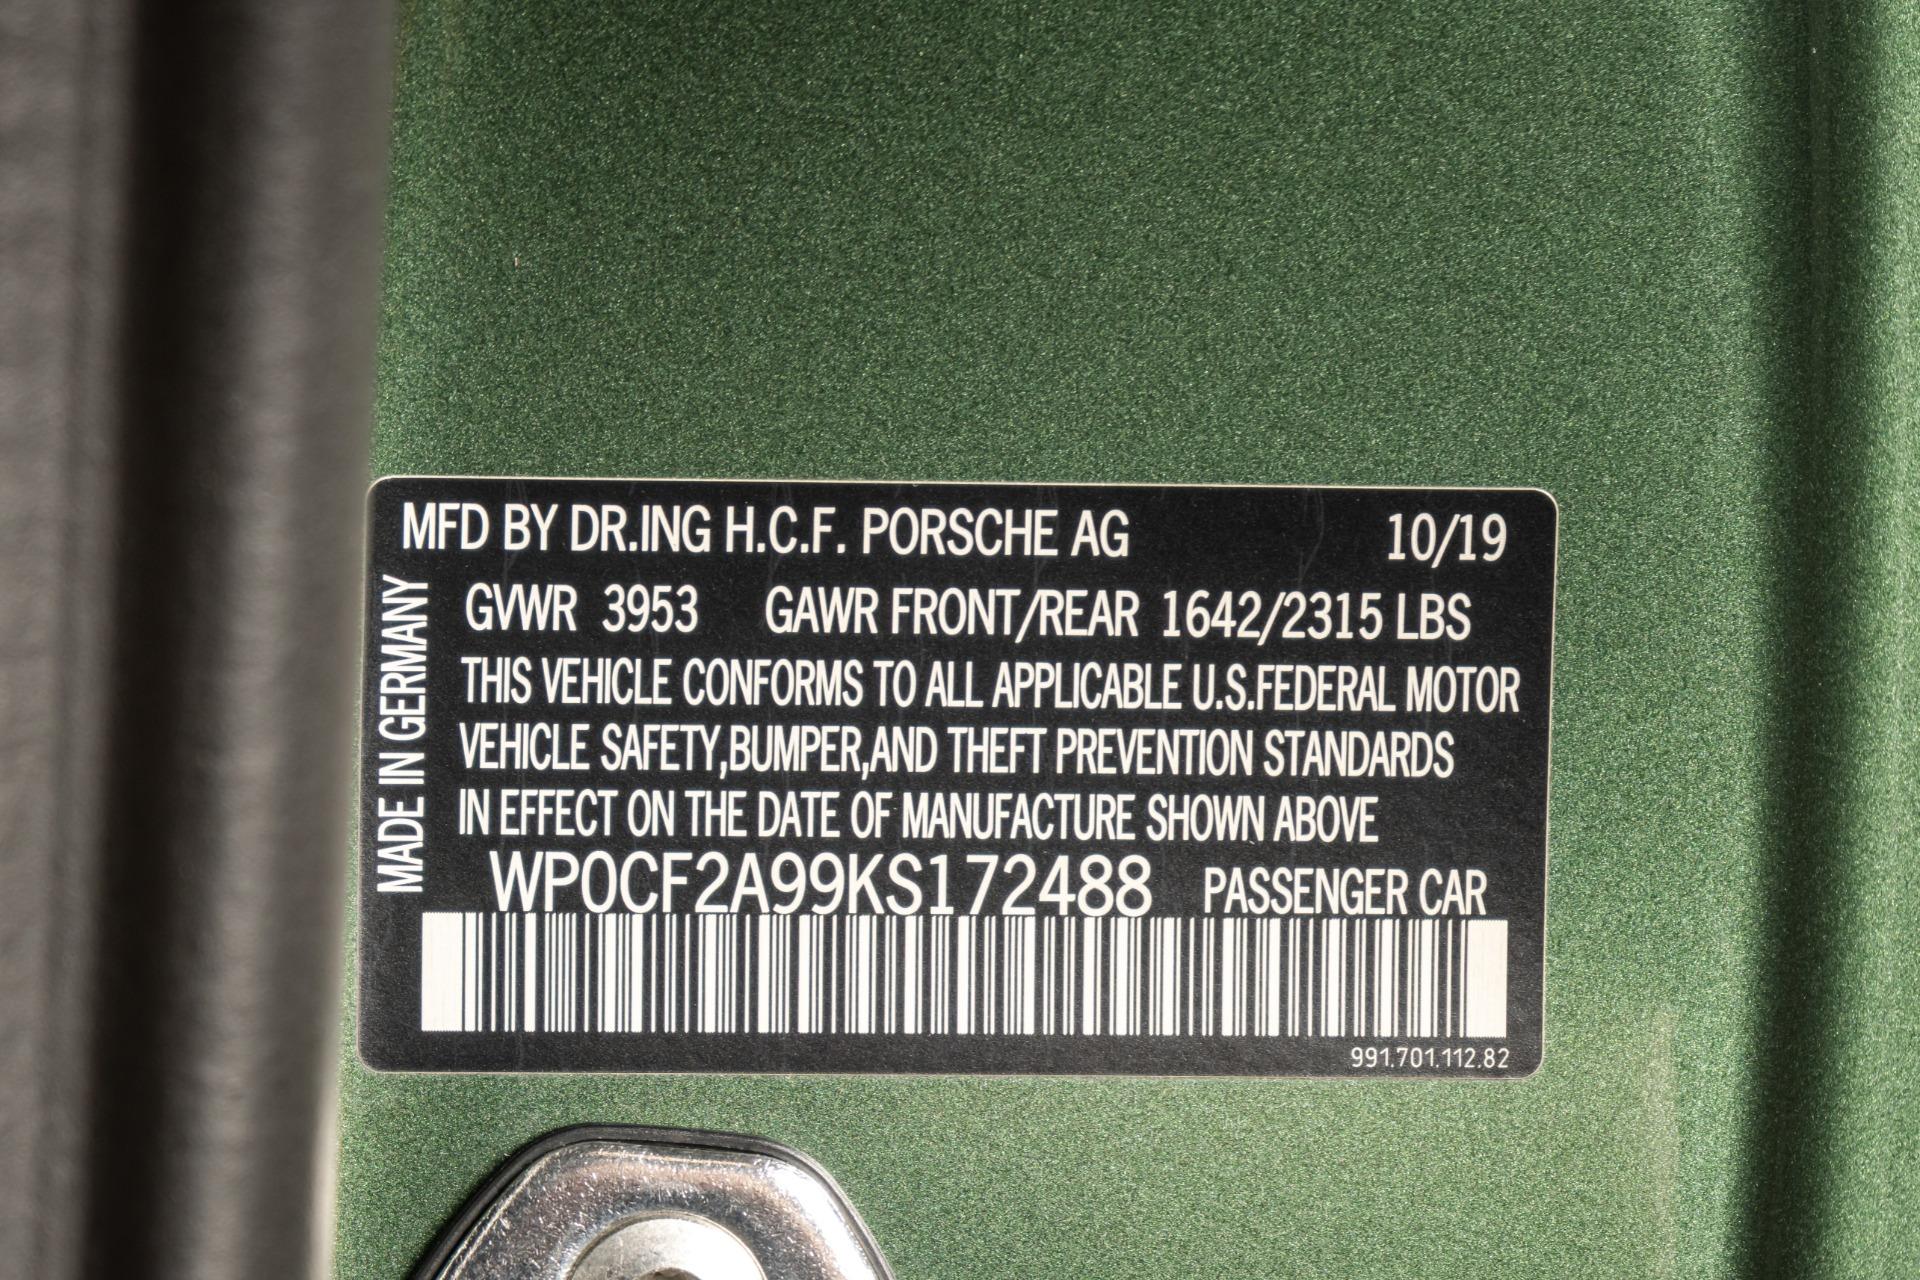 MFD BY DR.ING H.C.F. PORSCHE AG 10/19
GVWR 3953 GAWR FRONT/REAR 1642/2315 LBS
THIS VEHICLE CONFORMS TO ALL APPLICABLE U.S.FEDERAL MOTOR
VEHICLE SAFETY,BUMPER,AND THEFT PREVENTION STANDARDS
IN EFFECT ON THE DATE OF MANUFACTURE SHOWN ABOVE
WP0CF2A99KS172488 PASSENGER CAR
991.701.112.82
MADE IN GERMANY